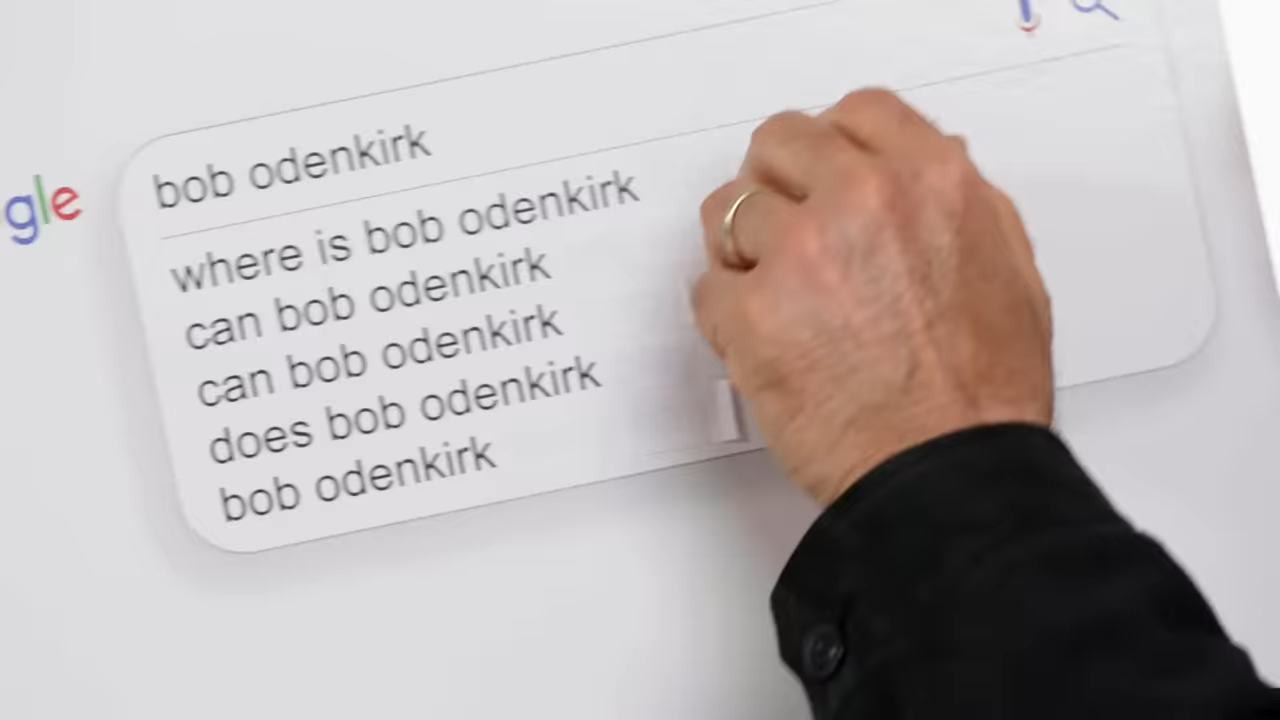 gle
bob odenkirk
where is bob odenkirk
can bob odenkirk
can bob odenkirk
does bob odenkirk
bob odenkirk